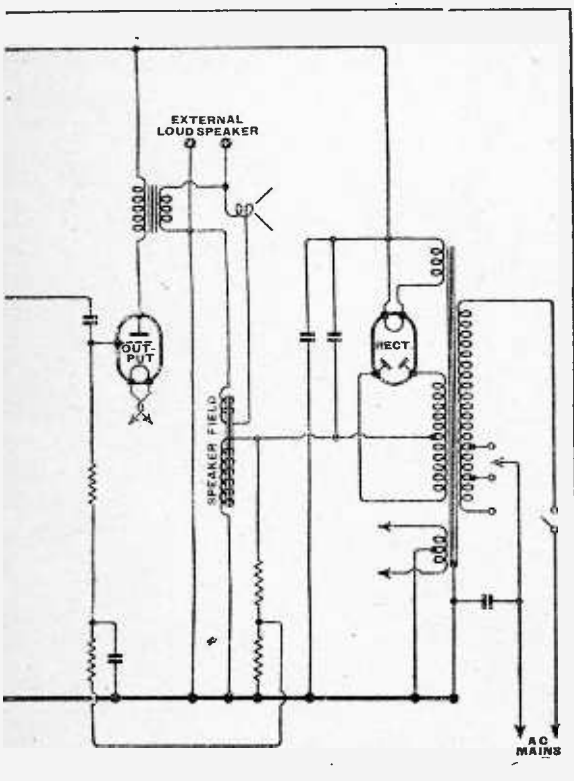 EXTERNAL
LOUD SPEAKER
OUT-
PUT
RECT.
SPEAKER FIELD
AC
MAINS